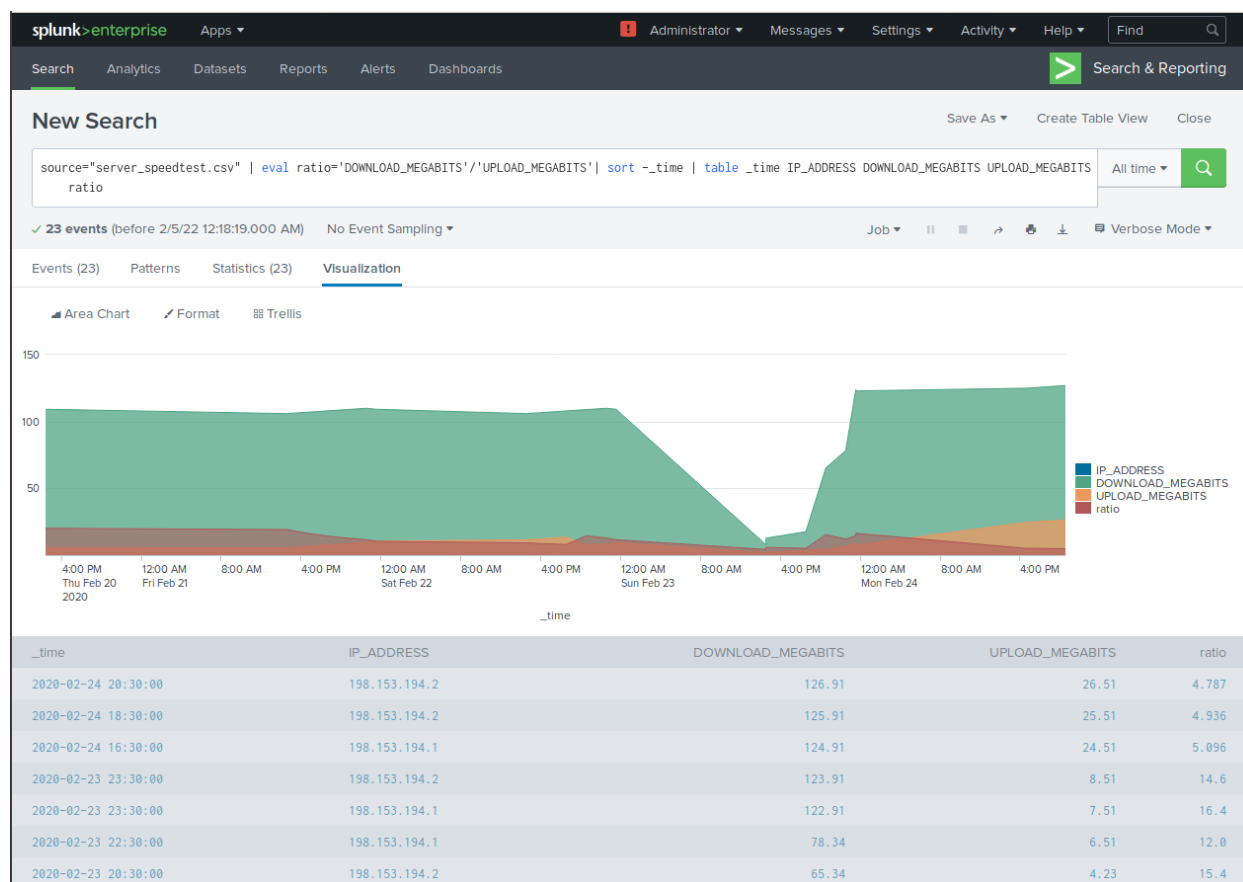 splunk>enterprise Apps ▾ ! Administrator ▾ Messages ▾ Settings ▾ Activity ▾ Help ▾ Find
Search Analytics Datasets Reports Alerts Dashboards > Search & Reporting
New Search Save As ▾ Create Table View Close
source="server_speedtest.csv" | eval ratio='DOWNLOAD_MEGABITS'/'UPLOAD_MEGABITS'| sort -_time | table _time IP_ADDRESS DOWNLOAD_MEGABITS UPLOAD_MEGABITS All time ▾
ratio
✓ 23 events (before 2/5/22 12:18:19.000 AM) No Event Sampling ▾ Job ▾ Verbose Mode ▾
Events (23) Patterns Statistics (23) Visualization
Area Chart Format Trellis
150
100
50
IP_ADDRESS
DOWNLOAD_MEGABITS
UPLOAD_MEGABITS
ratio
4:00 PM 12:00 AM 8:00 AM 4:00 PM 12:00 AM 8:00 AM 4:00 PM 12:00 AM 8:00 AM 4:00 PM 12:00 AM 8:00 AM 4:00 PM
Thu Feb 20 Fri Feb 21 Sat Feb 22 Sun Feb 23 Mon Feb 24
2020
_time
_time IP_ADDRESS DOWNLOAD_MEGABITS UPLOAD_MEGABITS ratio
2020-02-24 20:30:00 198.153.194.2 126.91 26.51 4.787
2020-02-24 18:30:00 198.153.194.2 125.91 25.51 4.936
2020-02-24 16:30:00 198.153.194.1 124.91 24.51 5.096
2020-02-23 23:30:00 198.153.194.2 123.91 8.51 14.6
2020-02-23 23:30:00 198.153.194.1 122.91 7.51 16.4
2020-02-23 22:30:00 198.153.194.1 78.34 6.51 12.0
2020-02-23 20:30:00 198.153.194.2 65.34 4.23 15.4